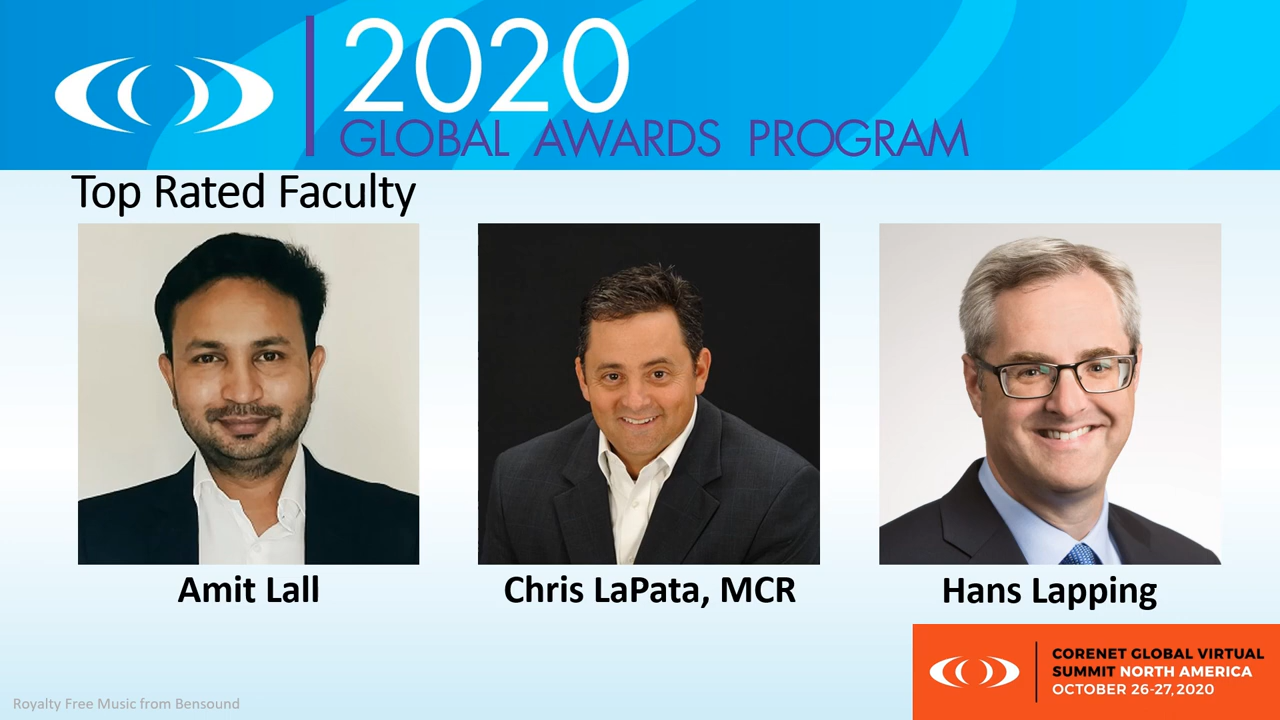 2020
GLOBAL AWARDS PROGRAM
Top Rated Faculty
Amit Lall
Chris LaPata, MCR
Hans Lapping
CORENET GLOBAL VIRTUAL
SUMMIT NORTH AMERICA
OCTOBER 26-27, 2020
Royalty Free Music from Bensound